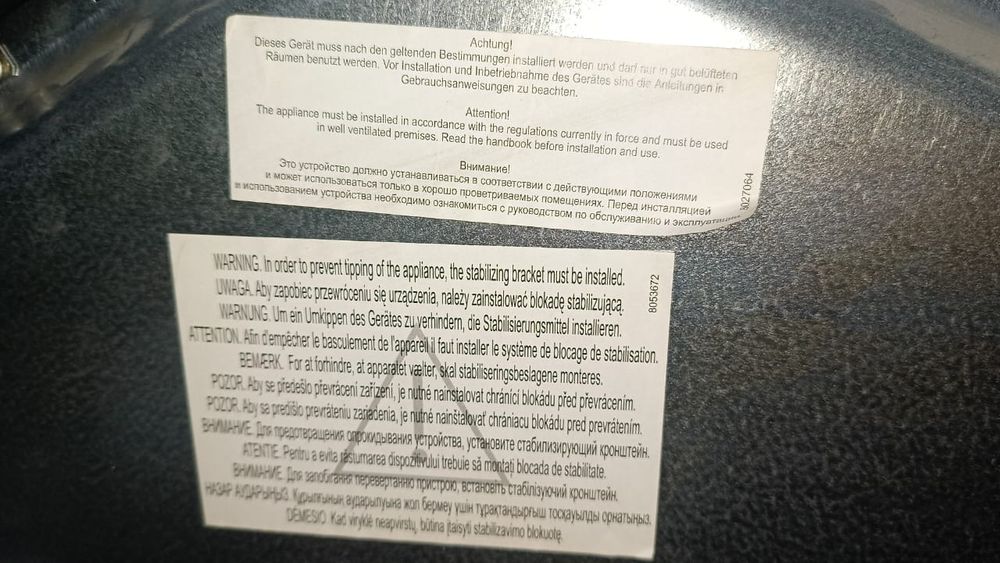 Achtung!
Dieses Gerät muss nach den geltenden Bestimmungen installiert werden und darf nur in gut belüfteten
Räumen benutzt werden. Vor Installation und Inbetriebnahme des Gerätes sind die Anleitungen in
Gebrauchsanweisungen zu beachten.
Attention!
The appliance must be installed in accordance with the regulations currently in force and must be used
in well ventilated premises. Read the handbook before installation and use.
Внимание!
Это устройство должно устанавливаться в соответствии с действующими положениями
и может использоваться только в хорошо проветриваемых помещениях. Перед инсталляцией
и использованием устройства необходимо ознакомиться с руководством по обслуживанию и
8027064
WARNING. In order to prevent tipping of the appliance, the stabilizing bracket must be installed.
UWAGA. Aby zapobiec przewróceniu się urządzenia, należy zainstalować blokadę stabilizującą.
WARNUNG. Um ein Umkippen des Gerätes zu verhindern, die Stabilisierungsmittel installieren.
ATTENTION. Afin d'empêcher le basculement de l'appareil il faut installer le système de blocage de stabilisation.
BEMÆRK. For at forhindre, at apparatet vælter, skal stabiliseringsbeslagene monteres.
POZOR. Aby se předešlo převrácení zařízení, je nutné nainstalovat chránící blokádu před převrácením.
POZOR. Aby sa predišlo prevráteniu zariadenia, je nutné nainštalovať chrániacu blokádu pred prevrátením.
ВНИМАНИЕ. Для предотвращения опрокидывания устройства, установите стабилизирующий кронштейн.
ATENTIE. Pentru a evita răsturnarea dispozitivului trebuie să montați blocada de stabilitate.
ВНИМАНИЕ. Для запобігання перевертанню пристрою, встановіть стабілізуючий кронштейн.
НАЗАР АУДАРЫҢЫЗ. Құрылғының аударылуына жол бермеу үшін тұрақтандырғыш тосқауылды орнатыңыз.
DĖMESIO. Kad viryklė neapvirstų, būtina įtaisyti stabilizavimo blokuotę.
8053672